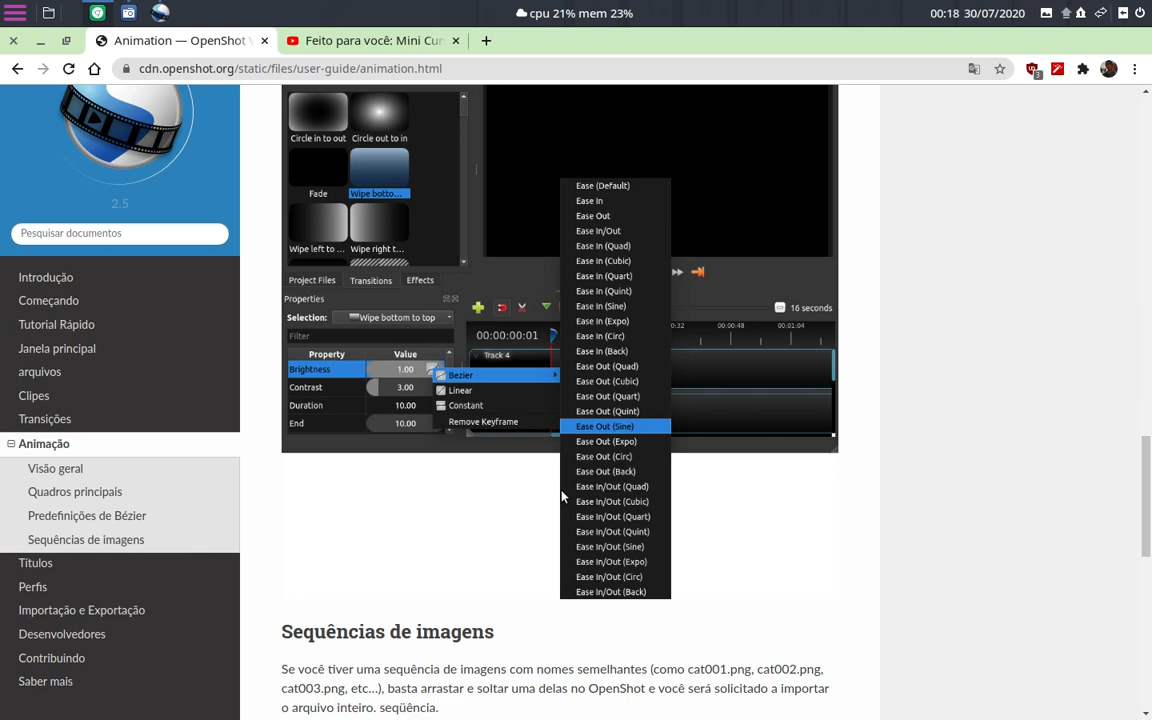 cpu 21% mem 23%
00:18 30/07/2020
Animation — OpenShot V
Feito para você: Mini Cur
cdn.openshot.org/static/files/user-guide/animation.html
3
2.5
Pesquisar documentos
Introdução
Começando
Tutorial Rápido
Janela principal
arquivos
Clipes
Transições
Animação
Visão geral
Quadros principais
Predefinições de Bézier
Sequências de imagens
Títulos
Perfis
Importação e Exportação
Desenvolvedores
Contribuindo
Saber mais
Circle in to out
Circle out to in
Fade
Wipe botto...
Wipe left to ...
Wipe right t...
Project Files
Transitions
Effects
Properties
Selection:
Wipe bottom to top
Filter
Property
Value
Brightness
1.00
Contrast
3.00
Duration
10.00
End
10.00
Bezier
Linear
Constant
Remove Keyframe
Ease (Default)
Ease In
Ease Out
Ease In/Out
Ease In (Quad)
Ease In (Cubic)
Ease In (Quart)
Ease In (Quint)
Ease In (Sine)
Ease In (Expo)
Ease In (Circ)
Ease In (Back)
Ease Out (Quad)
Ease Out (Cubic)
Ease Out (Quart)
Ease Out (Quint)
Ease Out (Sine)
Ease Out (Expo)
Ease Out (Circ)
Ease Out (Back)
Ease In/Out (Quad)
Ease In/Out (Cubic)
Ease In/Out (Quart)
Ease In/Out (Quint)
Ease In/Out (Sine)
Ease In/Out (Expo)
Ease In/Out (Circ)
Ease In/Out (Back)
16 seconds
00:00:00:01
0:32
00:00:48
00:01:04
Track 4
Sequências de imagens
Se você tiver uma sequência de imagens com nomes semelhantes (como cat001.png, cat002.png,
cat003.png, etc…), basta arrastar e soltar uma delas no OpenShot e você será solicitado a importar
o arquivo inteiro. seqüência.